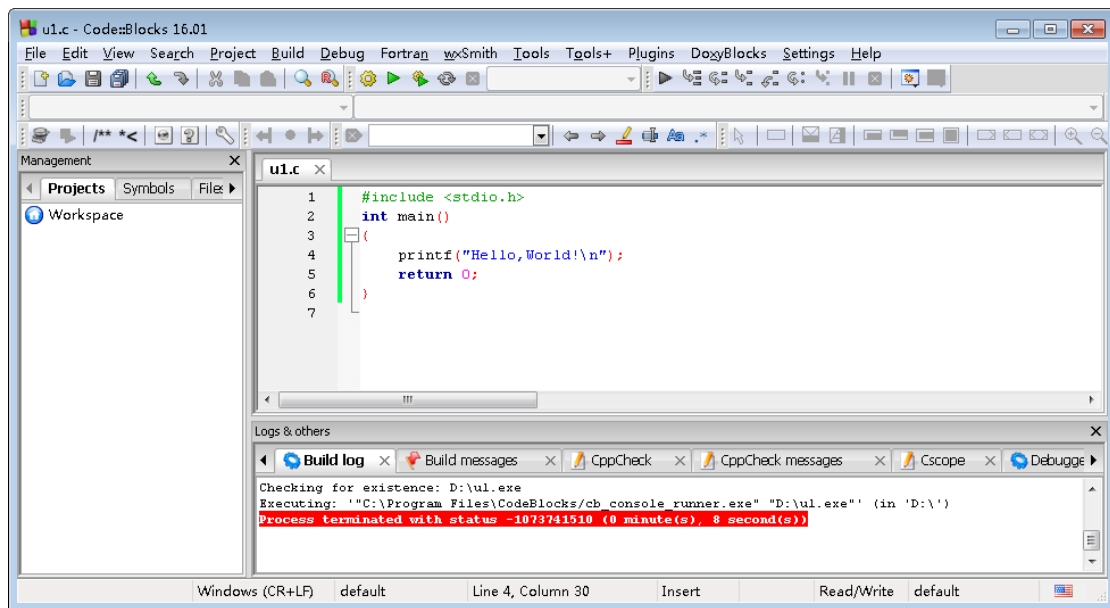 u1.c - Code::Blocks 16.01
File Edit View Search Project Build Debug Fortran wxSmith Tools Tools+ Plugins DoxyBlocks Settings Help
/** *<
Management
u1.c
Projects Symbols Files
Workspace
1 #include <stdio.h>
2 int main()
3 {
4 printf("Hello,World!\n");
5 return 0;
6 }
7
Logs & others
Build log Build messages CppCheck CppCheck messages Cscope Debugge
Checking for existence: D:\u1.exe
Executing: '"C:\Program Files\CodeBlocks/cb_console_runner.exe" "D:\u1.exe"' (in 'D:\')
Process terminated with status -1073741510 (0 minute(s), 8 second(s))
Windows (CR+LF) default Line 4, Column 30 Insert Read/Write default